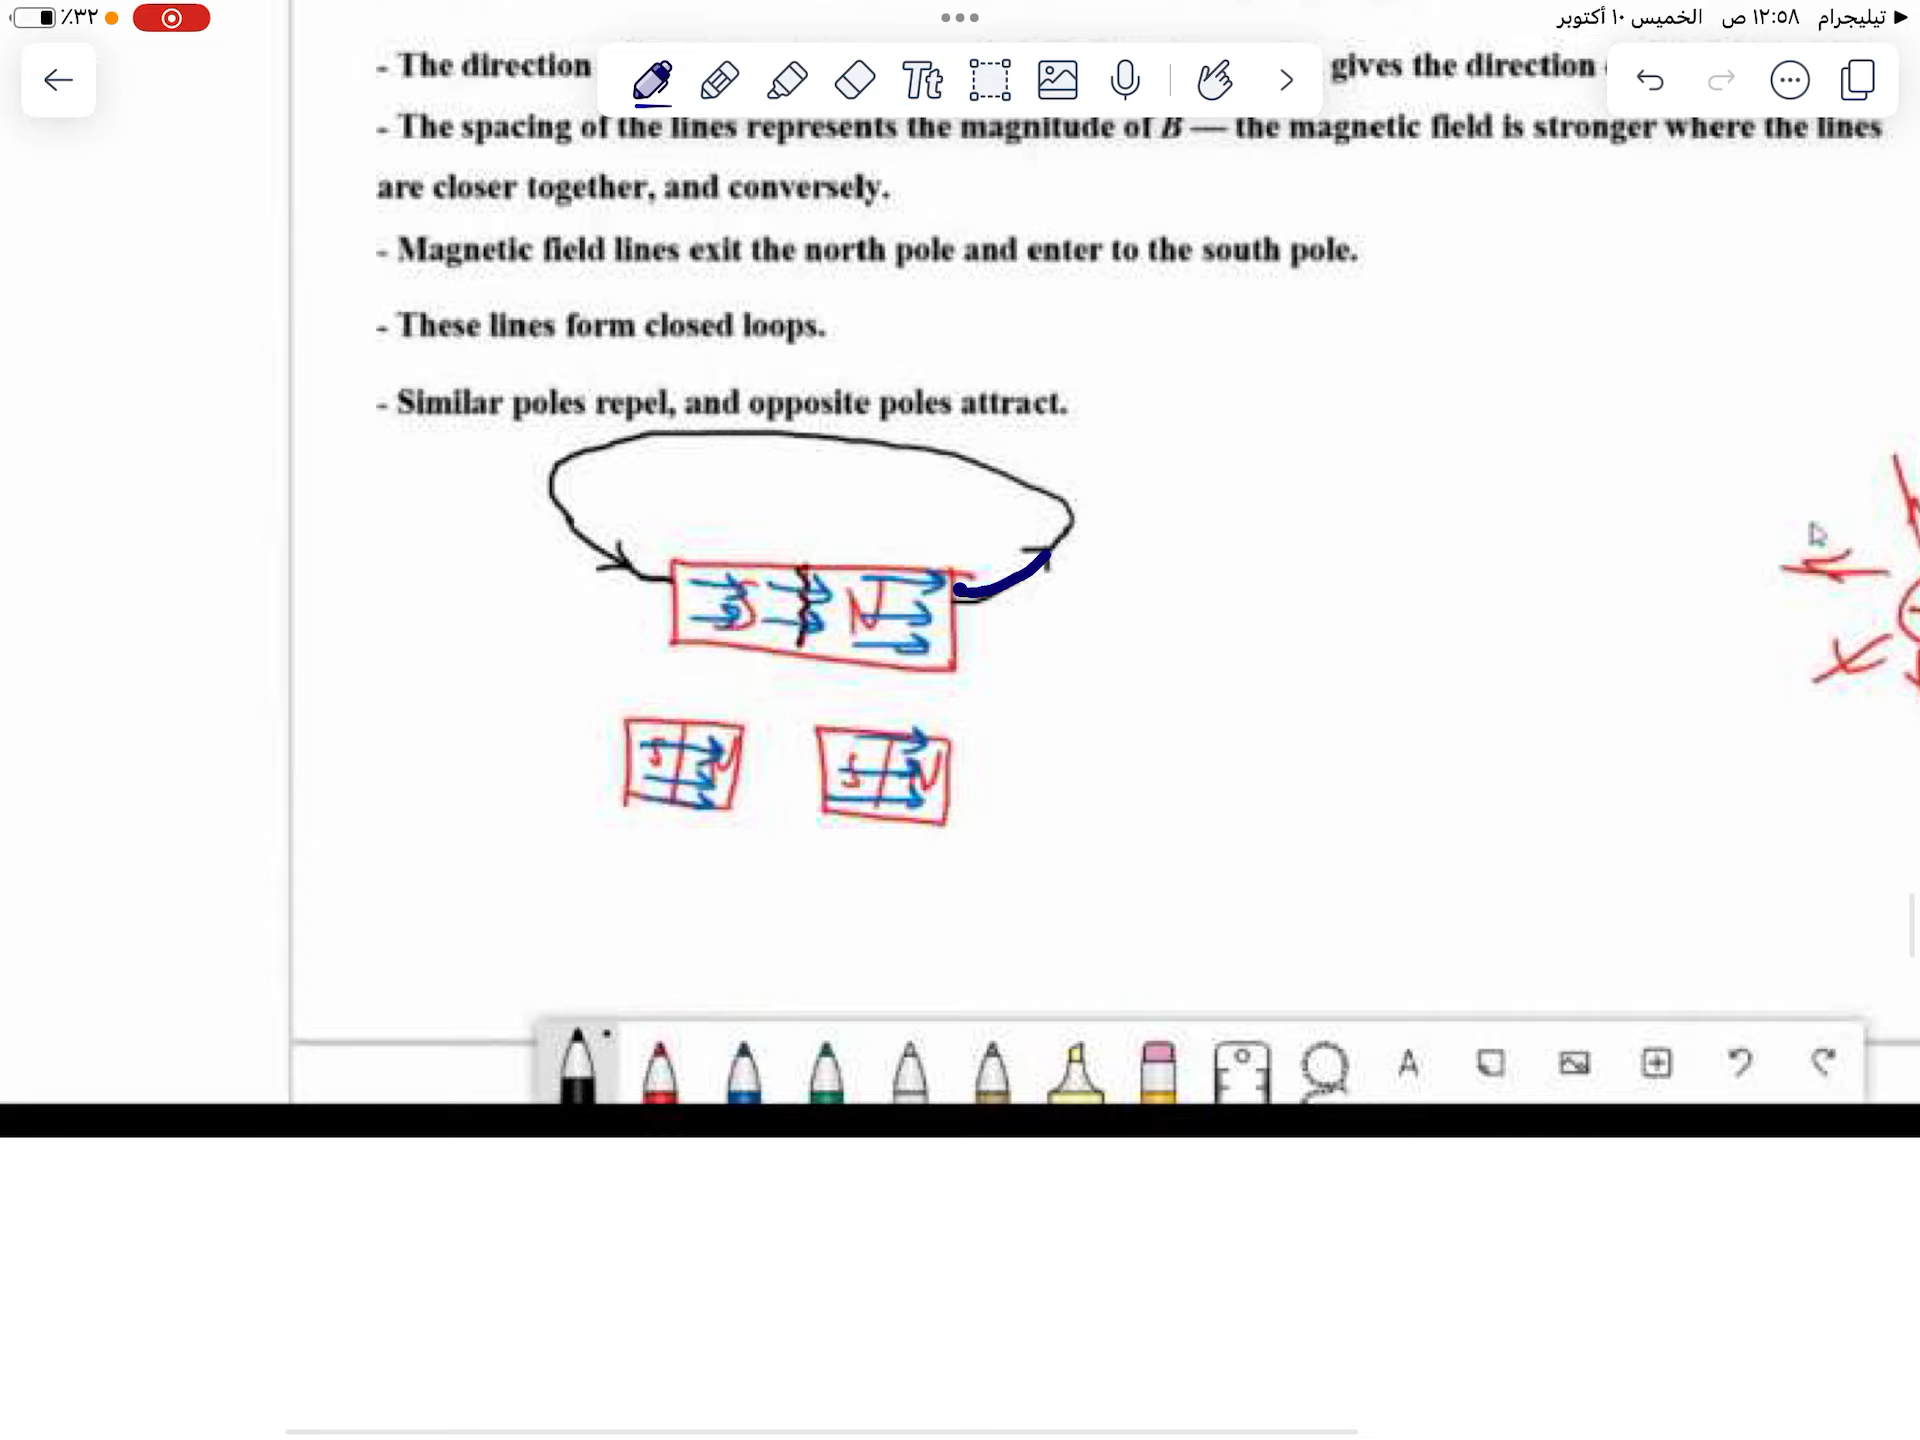 ٪٣٢
◀ تيليجرام ١٢:٥٨ ص الخميس ١٠ أكتوبر
- The direction gives the direction
Tt
- The spacing of the lines represents the magnitude of B — the magnetic field is stronger where the lines
are closer together, and conversely.
- Magnetic field lines exit the north pole and enter to the south pole.
- These lines form closed loops.
- Similar poles repel, and opposite poles attract.
S N
S N S N
A